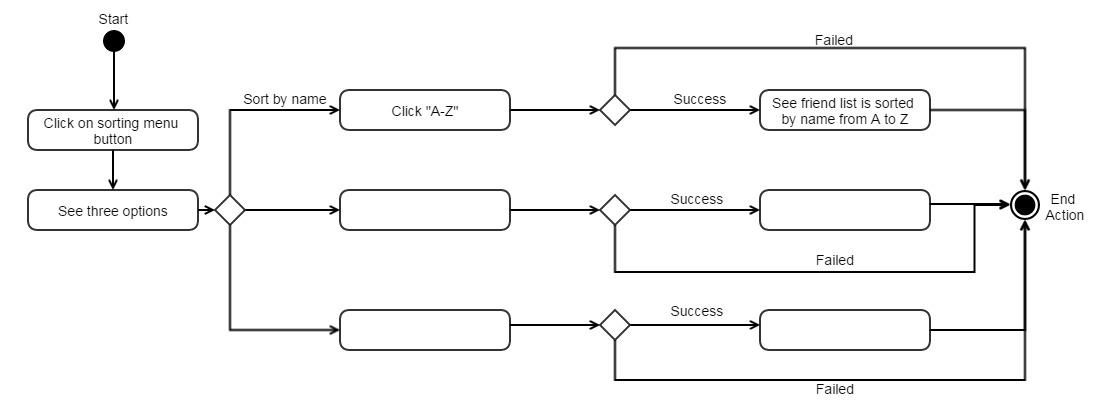 Start
Click on sorting menu
button
See three options
Sort by name
Click "A-Z"
Failed
Success
See friend list is sorted
by name from A to Z
Success
Failed
End
Action
Success
Failed